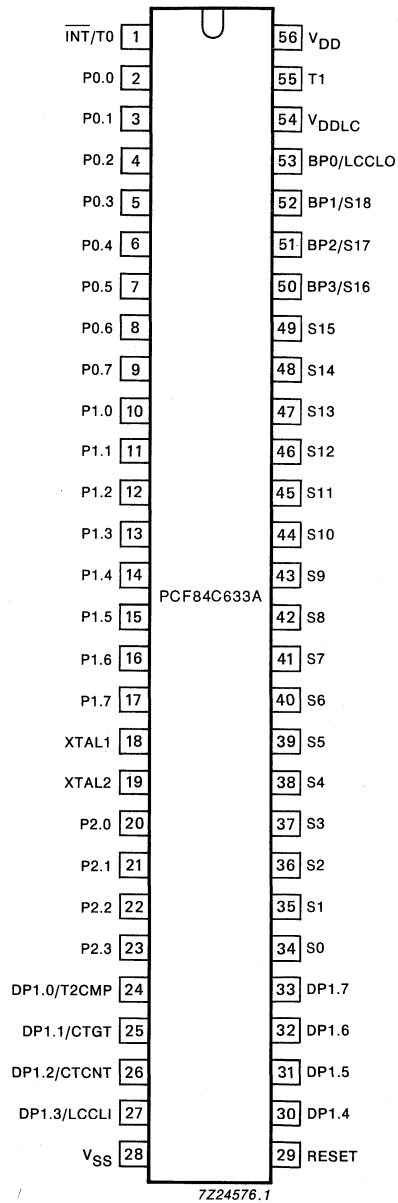 INT/T0 1 56 VDD
P0.0 2 55 T1
P0.1 3 54 VDDLC
P0.2 4 53 BP0/LCCLO
P0.3 5 52 BP1/S18
P0.4 6 51 BP2/S17
P0.5 7 50 BP3/S16
P0.6 8 49 S15
P0.7 9 48 S14
P1.0 10 47 S13
P1.1 11 46 S12
P1.2 12 45 S11
P1.3 13 44 S10
P1.4 14 43 S9
PCF84C633A
P1.5 15 42 S8
P1.6 16 41 S7
P1.7 17 40 S6
XTAL1 18 39 S5
XTAL2 19 38 S4
P2.0 20 37 S3
P2.1 21 36 S2
P2.2 22 35 S1
P2.3 23 34 S0
DP1.0/T2CMP 24 33 DP1.7
DP1.1/CTGT 25 32 DP1.6
DP1.2/CTCNT 26 31 DP1.5
DP1.3/LCCLI 27 30 DP1.4
VSS 28 29 RESET
7Z24576.1